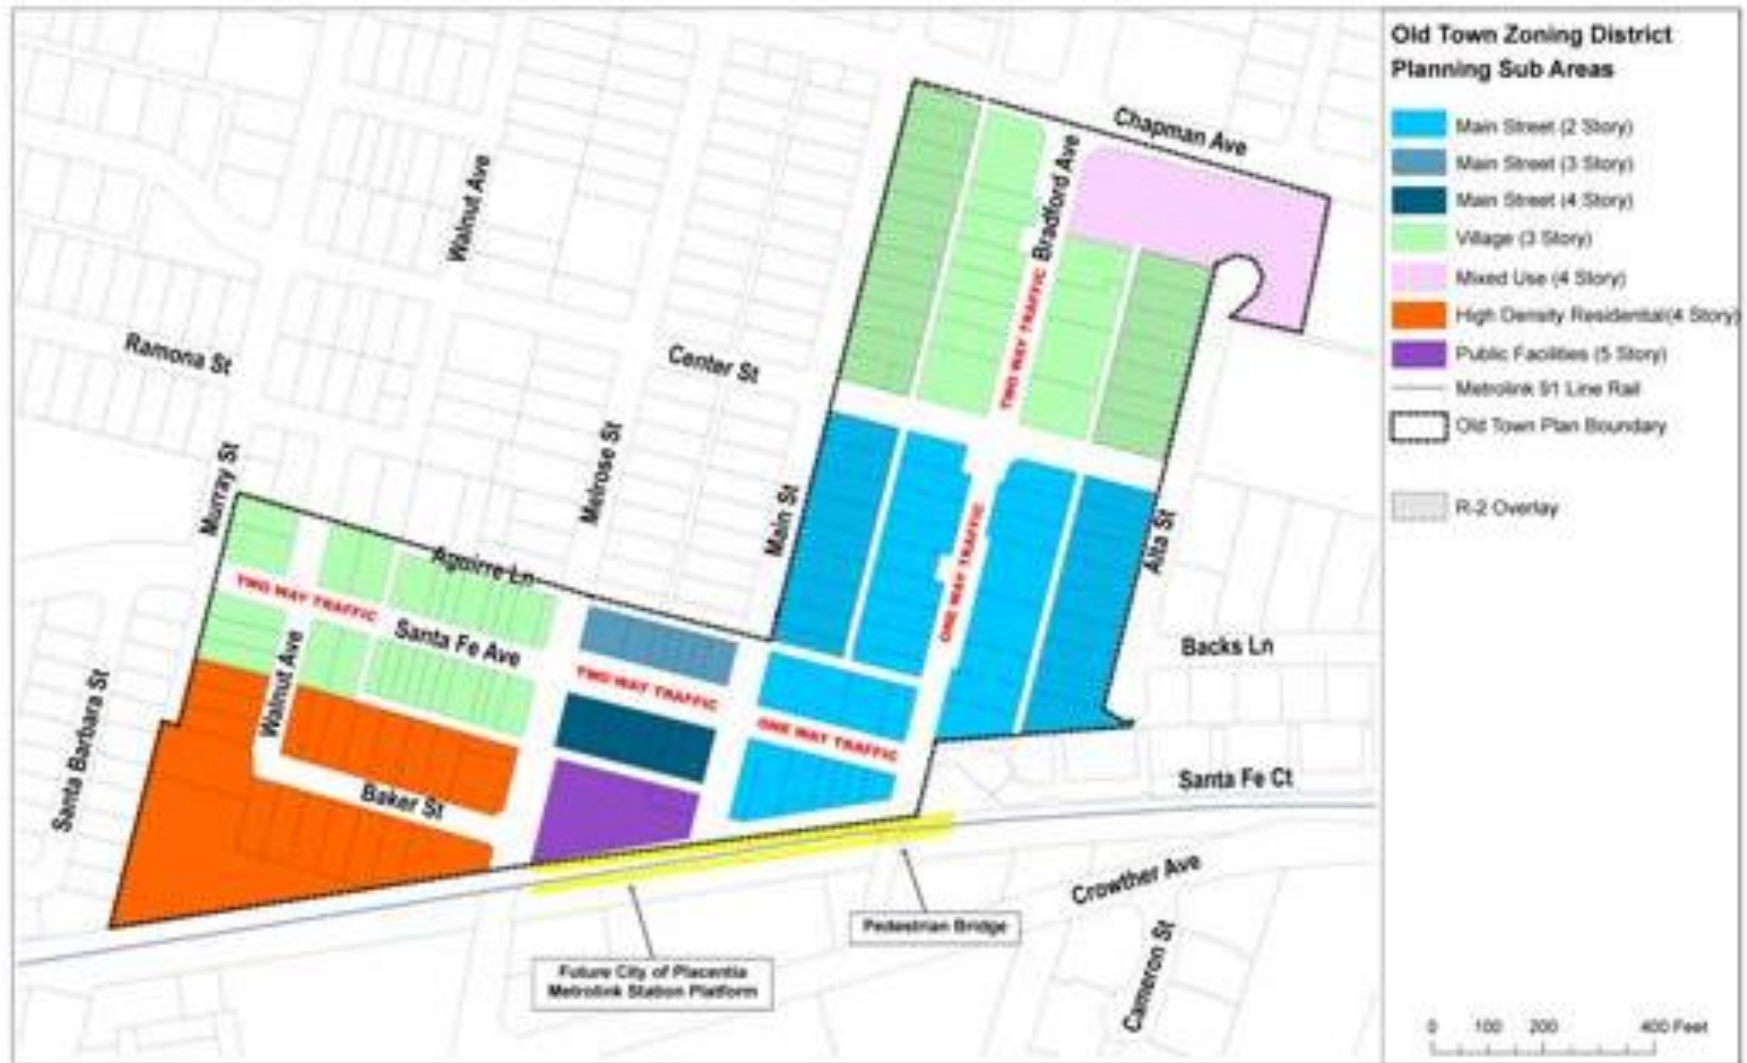 Old Town Zoning District
Planning Sub Areas
Main Street (2 Story)
Main Street (3 Story)
Main Street (4 Story)
Village (3 Story)
Mixed Use (4 Story)
High Density Residential(4 Story)
Public Facilities (5 Story)
Metrolink 91 Line Rail
Old Town Plan Boundary
R-2 Overlay
Chapman Ave
Bradford Ave
Walnut Ave
TWO WAY TRAFFIC
Ramona St
Center St
Murray St
Melrose St
Main St
Alta St
Aguirre Ln
ONE WAY TRAFFIC
TWO WAY TRAFFIC
Santa Fe Ave
Walnut Ave
Backs Ln
TWO WAY TRAFFIC
Santa Barbara St
ONE WAY TRAFFIC
Santa Fe Ct
Baker St
Crowther Ave
Pedestrian Bridge
Cameron St
Future City of Placentia
Metrolink Station Platform
0 100 200 400 Feet